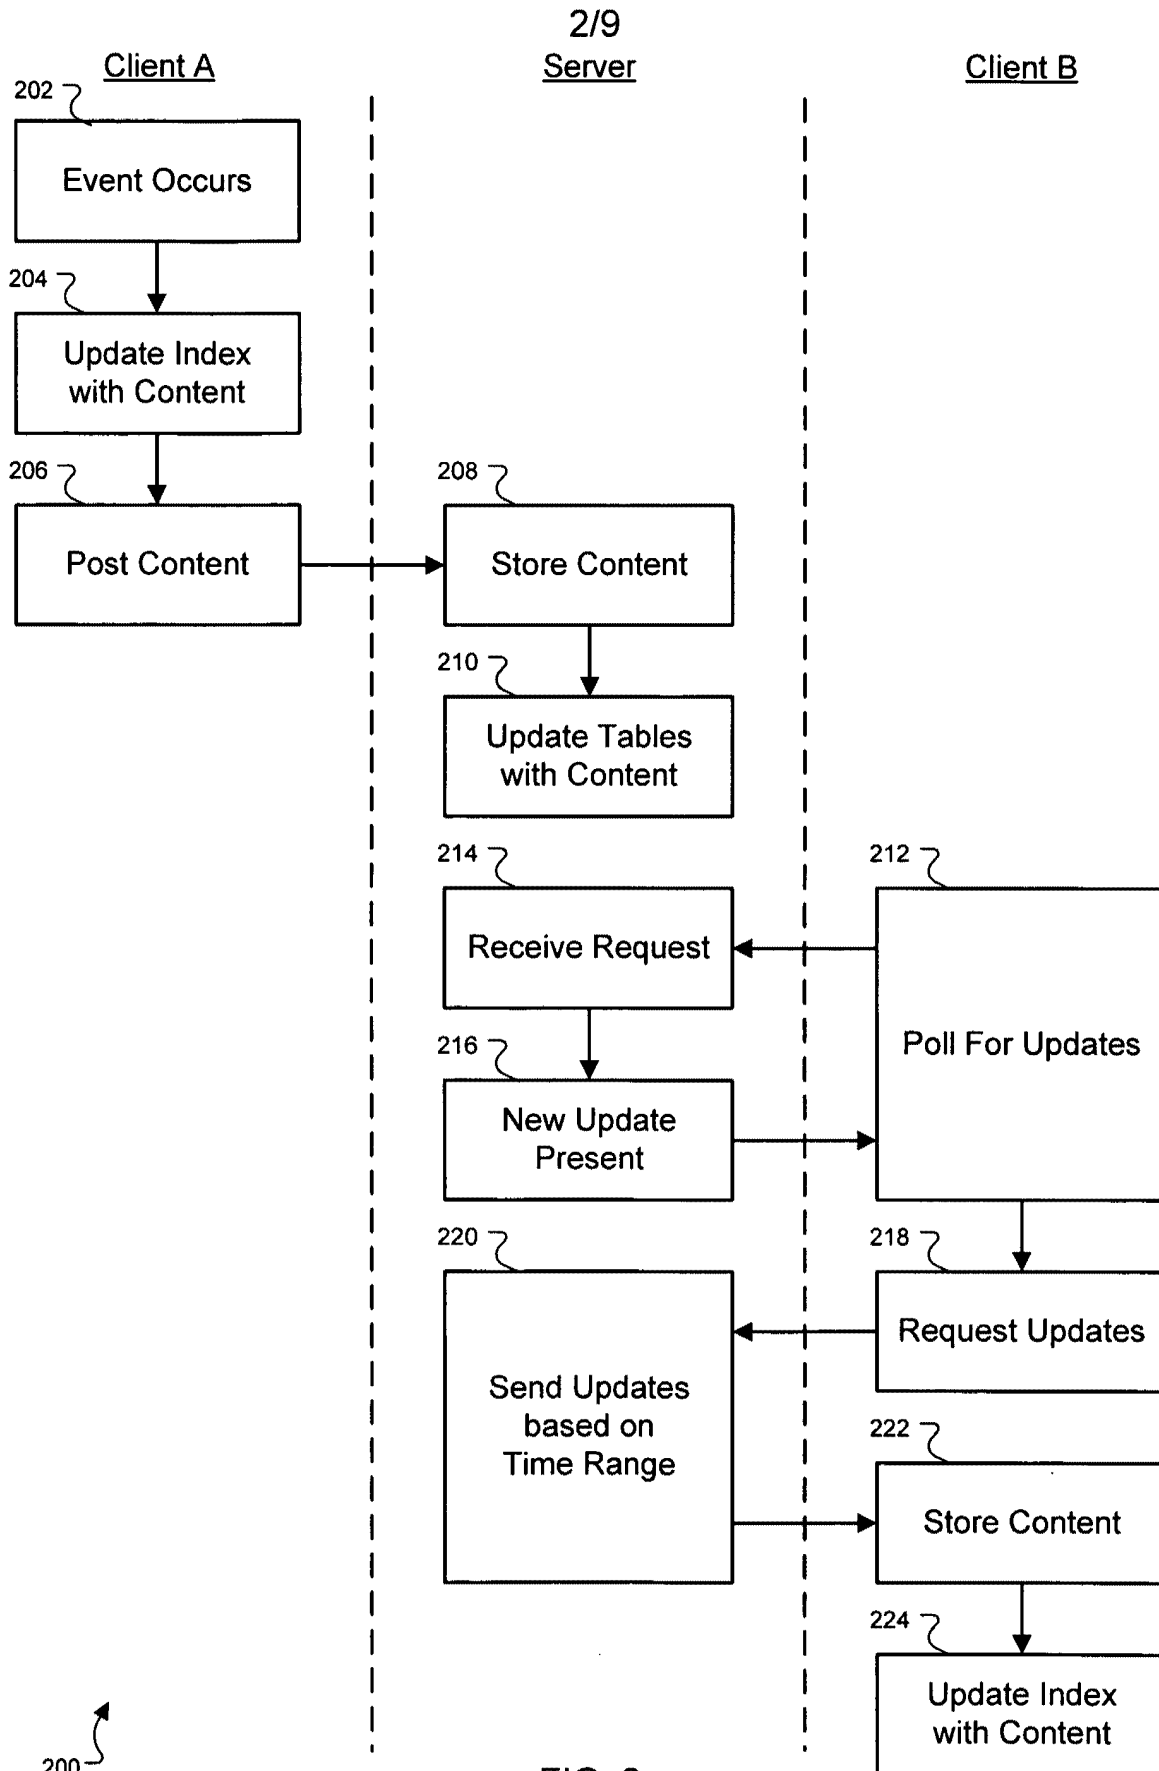 2/9
Client A
Server
Client B
202
Event Occurs
204
Update Index
with Content
206
Post Content
208
Store Content
210
Update Tables
with Content
214
Receive Request
212
Poll For Updates
216
New Update
Present
220
Send Updates
based on
Time Range
218
Request Updates
222
Store Content
224
Update Index
with Content
200
FIG.